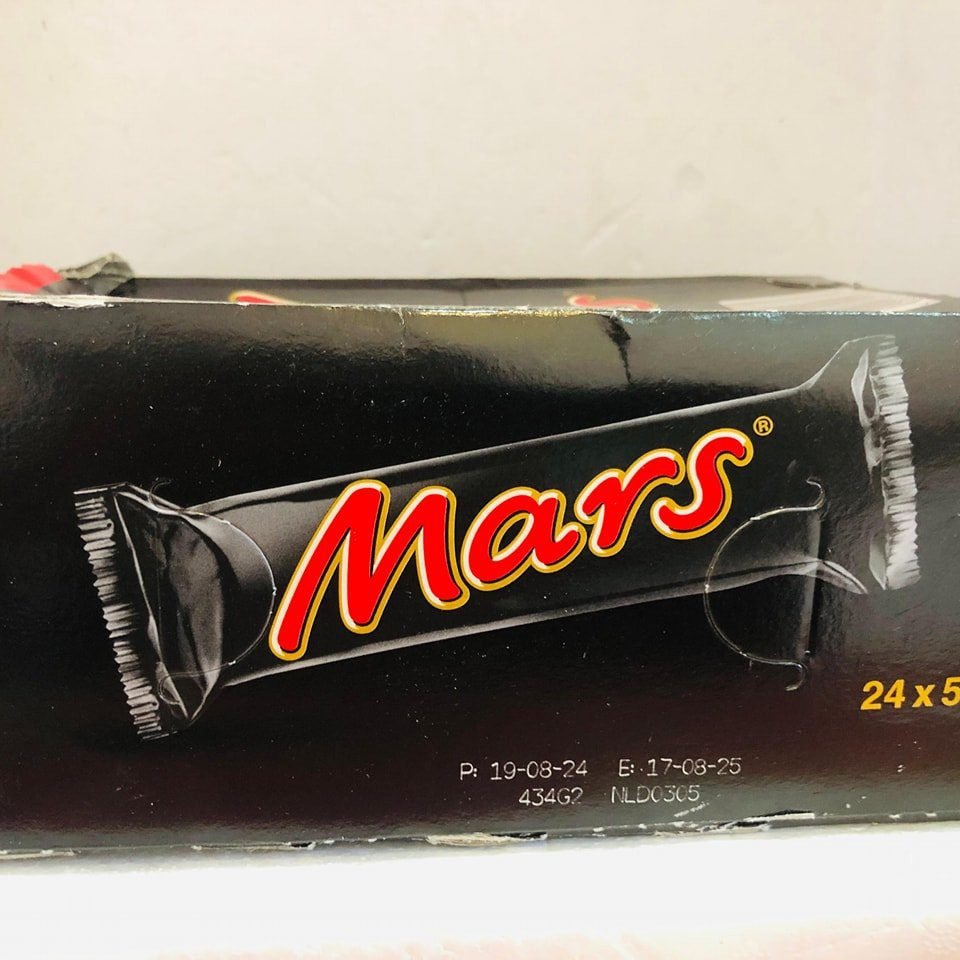 Mars®
24 x 5
P: 19-08-24 E: 17-08-25
434G2 NLD0305